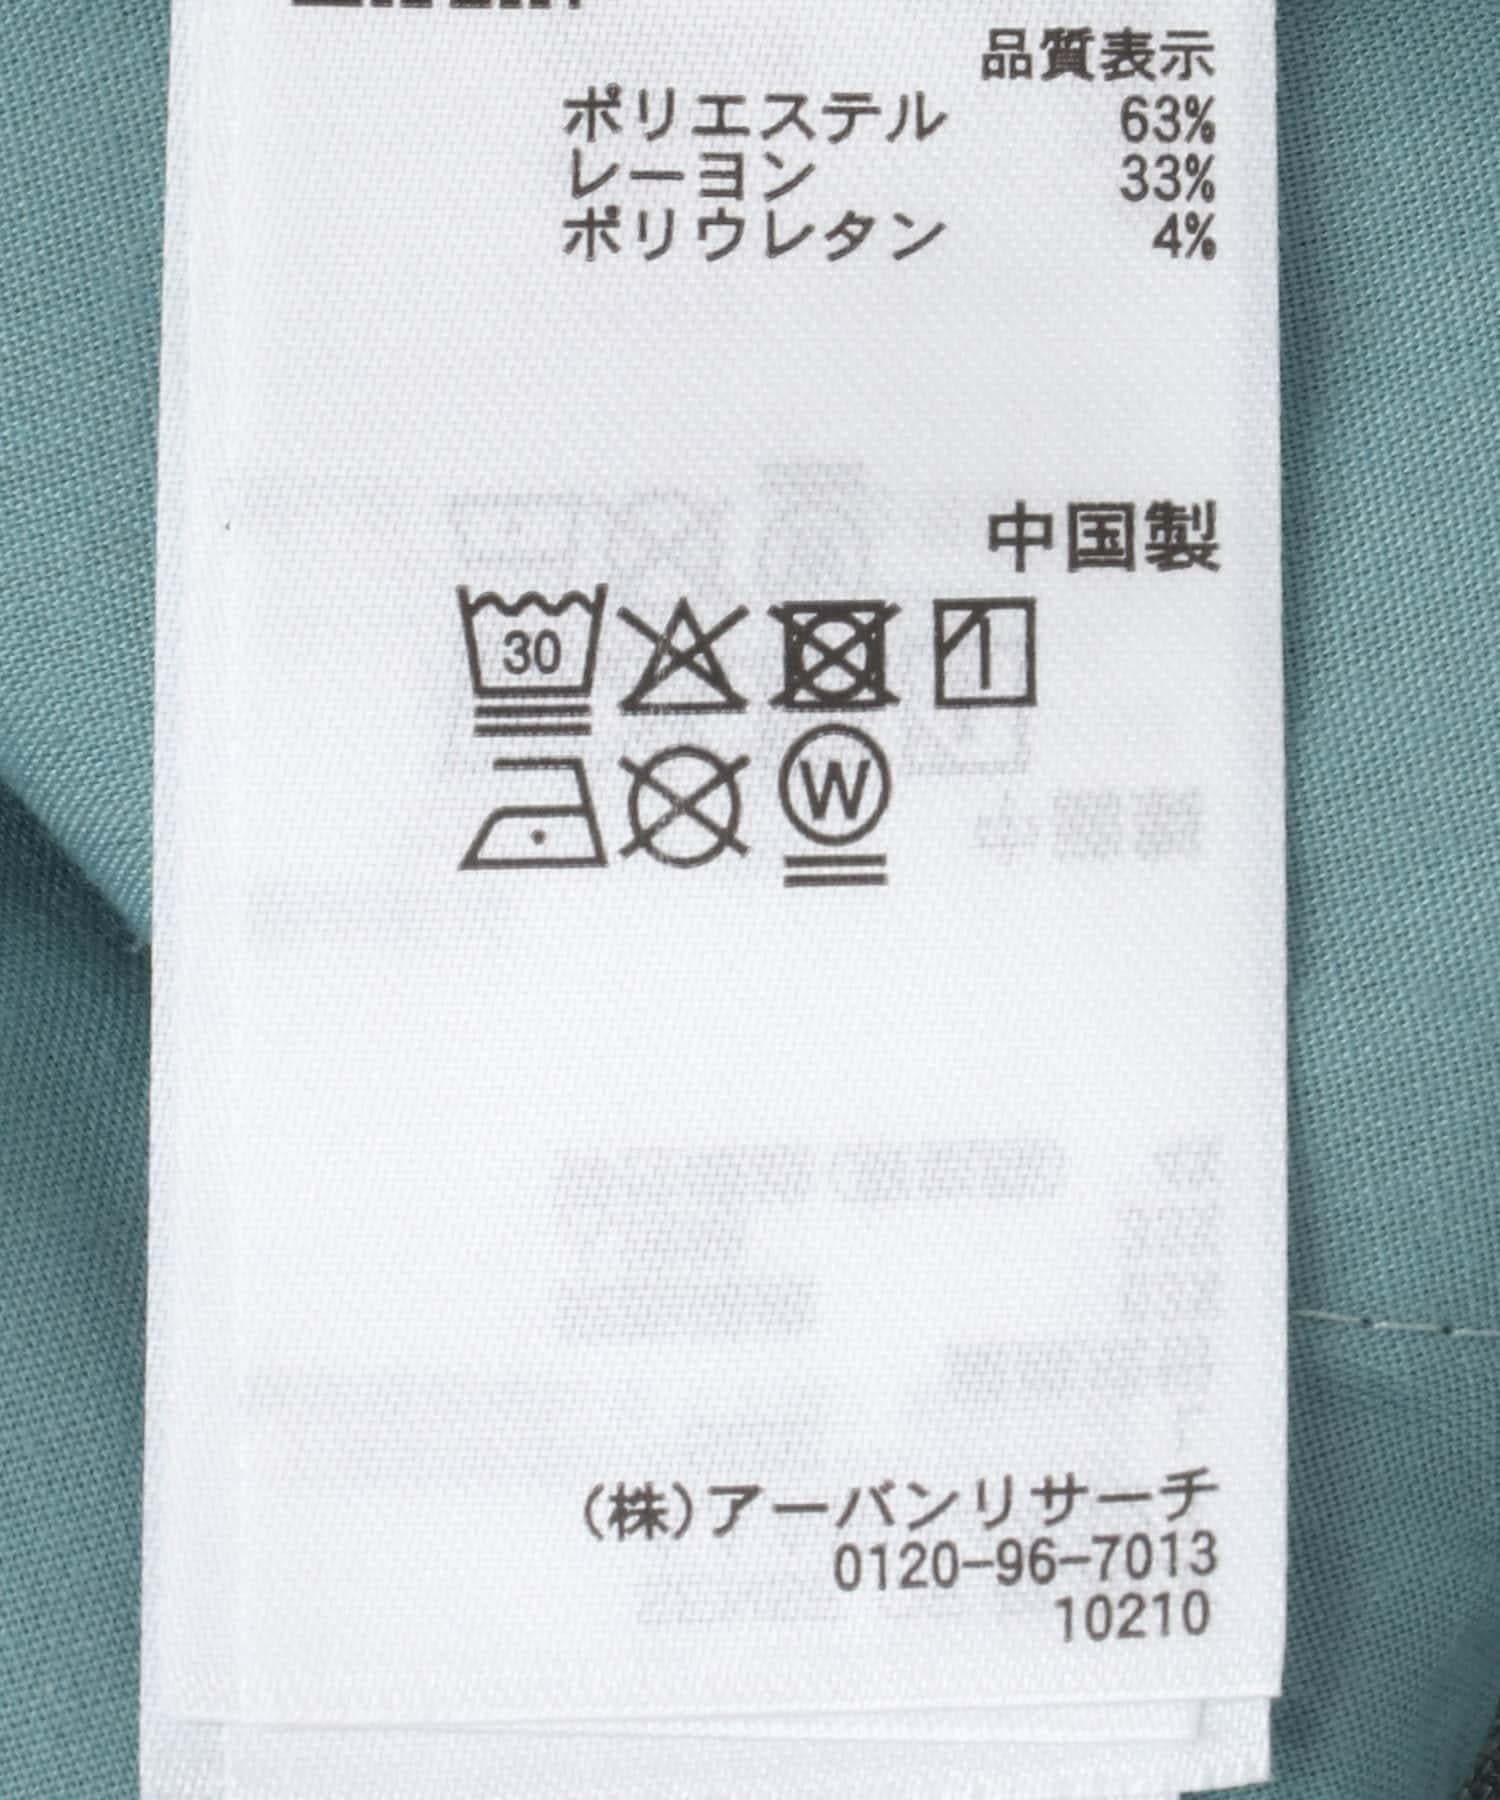 品質表示
ポリエステル 63%
レーヨン 33%
ポリウレタン 4%
中国製
30
W
(株)アーバンリサーチ
0120-96-7013
10210